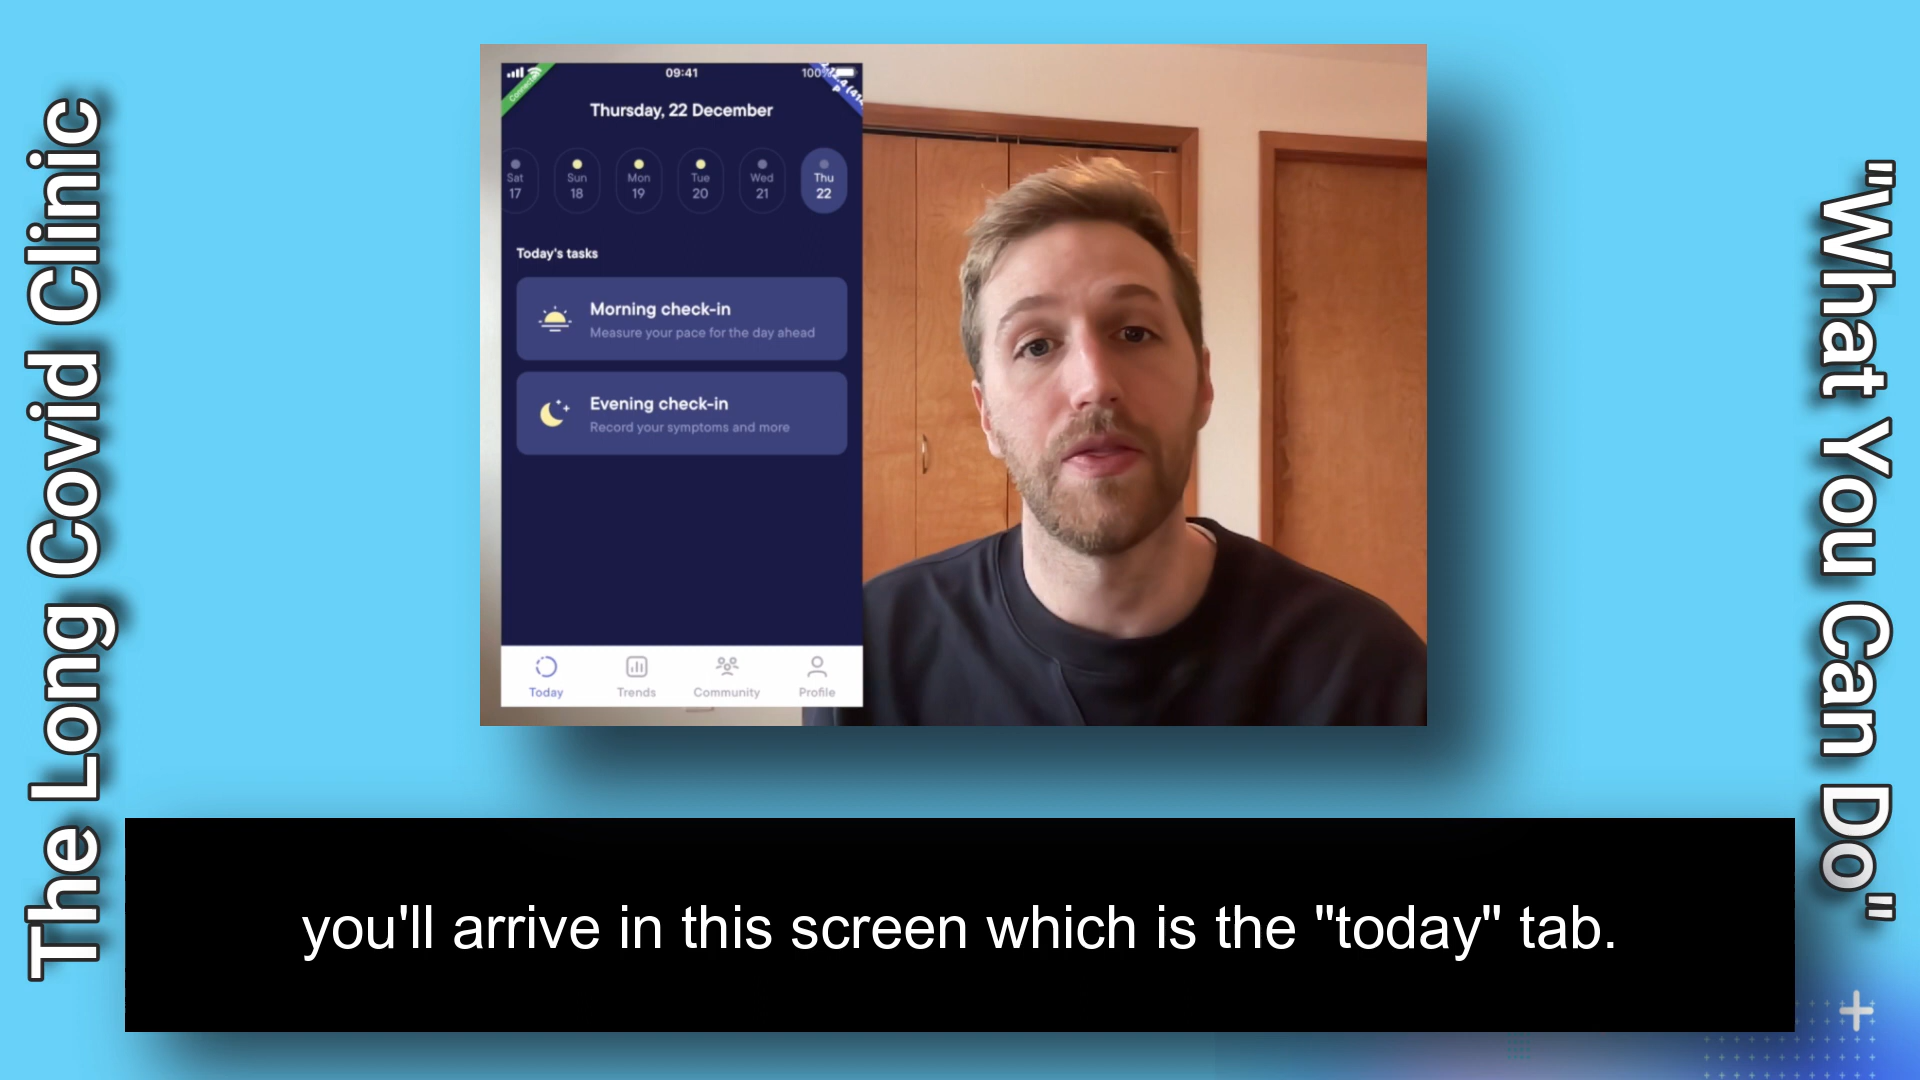 The Long Covid Clinic
09:41
100%
Thursday, 22 December
Sat
17
Sun
18
Mon
19
Tue
20
Wed
21
Thu
22
Today's tasks
Morning check-in
Measure your pace for the day ahead
Evening check-in
Record your symptoms and more
Today
Trends
Community
Profile
"What You Can Do"
you'll arrive in this screen which is the "today" tab.